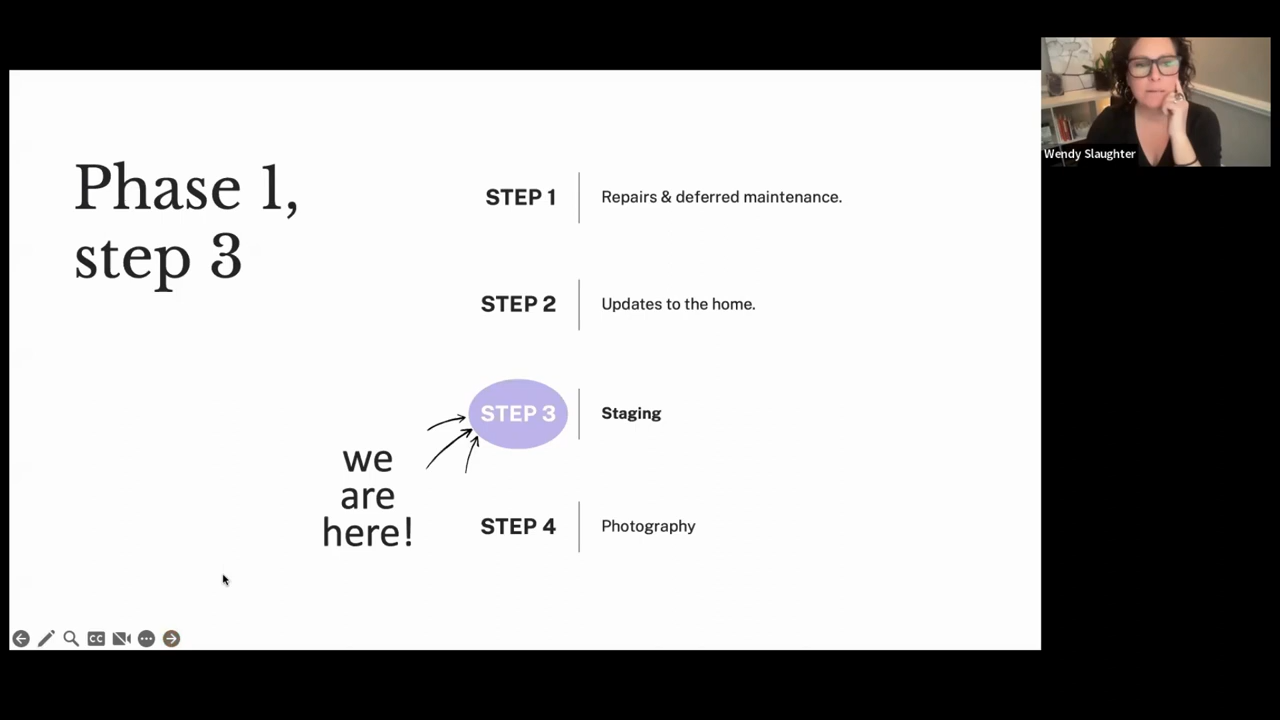 Phase 1,
step 3
STEP 1
Repairs & deferred maintenance.
STEP 2
Updates to the home.
STEP 3
Staging
we
are
here!
STEP 4
Photography
CC
Wendy Slaughter